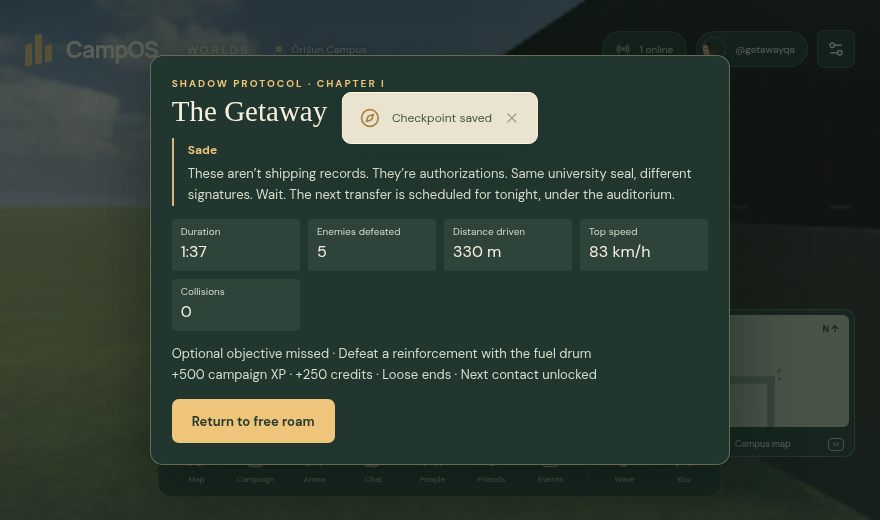 CampOS
WORLDS
Òrìsun Campus
1 online
@getawayqa
SHADOW PROTOCOL · CHAPTER I
The Getaway
Checkpoint saved
Sade
These aren’t shipping records. They’re authorizations. Same university seal, different
signatures. Wait. The next transfer is scheduled for tonight, under the auditorium.
Duration
1:37
Enemies defeated
5
Distance driven
330 m
Top speed
83 km/h
Collisions
0
N
Optional objective missed · Defeat a reinforcement with the fuel drum
+500 campaign XP · +250 credits · Loose ends · Next contact unlocked
Return to free roam
Campus map
M
Map
Campaign
Arena
Chat
People
Friends
Events
Wave
You